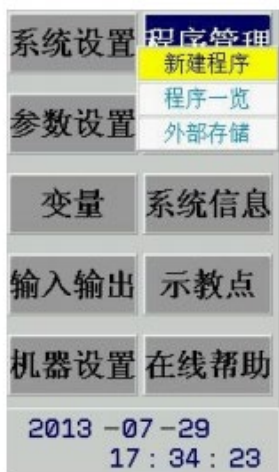 系统设置 程序管理
新建程序
程序一览
外部存储
参数设置
变量 系统信息
输入输出 示教点
机器设置 在线帮助
2013-07-29
17:34:23